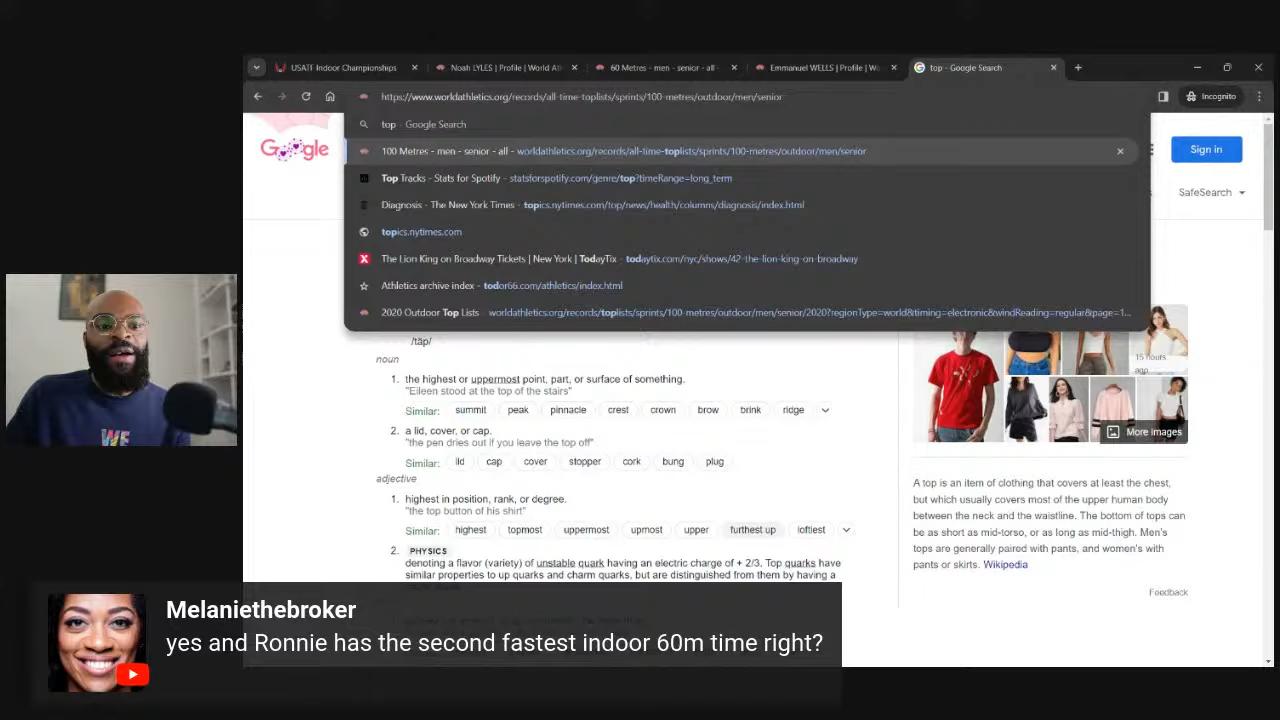 USATF Indoor Championships
Noah LYLES | Profile | World At
60 Metres - men - senior - all -
Emmanuel WELLS | Profile | Wo
top - Google Search
https://www.worldathletics.org/records/all-time-toplists/sprints/100-metres/outdoor/men/senior
Incognito
top - Google Search
100 Metres - men - senior - all - worldathletics.org/records/all-time-toplists/sprints/100-metres/outdoor/men/senior
Top Tracks - Stats for Spotify - statsforspotify.com/genre/top?timeRange=long_term
Diagnosis - The New York Times - topics.nytimes.com/top/news/health/columns/diagnosis/index.html
topics.nytimes.com
The Lion King on Broadway Tickets | New York | TodayTix - todaytix.com/nyc/shows/42-the-lion-king-on-broadway
Athletics archive index - todor66.com/athletics/index.html
2020 Outdoor Top Lists - worldathletics.org/records/toplists/sprints/100-metres/outdoor/men/senior/2020?regionType=world&timing=electronic&windReading=regular&page=1...
Google
Sign in
SafeSearch
/täp/
noun
1. the highest or uppermost point, part, or surface of something.
"Eileen stood at the top of the stairs"
Similar: summit peak pinnacle crest crown brow brink ridge
2. a lid, cover, or cap.
"the pen dries out if you leave the top off"
Similar: lid cap cover stopper cork bung plug
adjective
1. highest in position, rank, or degree.
"the top button of his shirt"
Similar: highest topmost uppermost upmost upper furthest up loftiest
2. PHYSICS
denoting a flavor (variety) of unstable quark having an electric charge of + 2/3. Top quarks have
similar properties to up quarks and charm quarks, but are distinguished from them by having a
15 hours
ago
More images
A top is an item of clothing that covers at least the chest,
but which usually covers most of the upper human body
between the neck and the waistline. The bottom of tops can
be as short as mid-torso, or as long as mid-thigh. Men's
tops are generally paired with pants, and women's with
pants or skirts. Wikipedia
Feedback
WE
Melaniethebroker
yes and Ronnie has the second fastest indoor 60m time right?